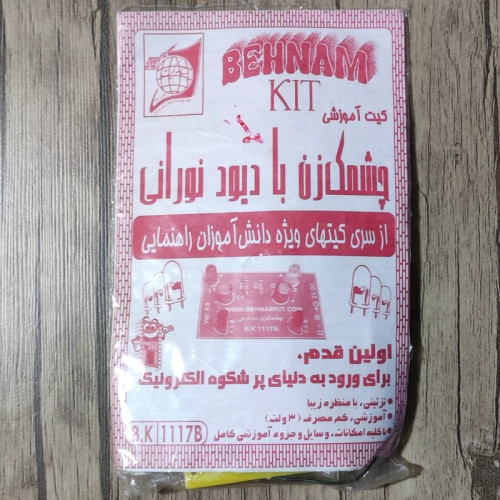 BEHNAM
KIT
کیت آموزشی
چشمک‌زن با دیود نورانی
از سری کیتهای ویژه دانش‌آموزان راهنمایی
WWW.BEHNAMKIT.COM
B.K 1117B
اولین قدم،
برای ورود به دنیای پر شکوه الکترونیک
• تزئینی، با منظره زیبا
• آموزشی، کم مصرف (۳ ولت)
• با کلیه امکانات، وسایل و جزوه آموزشی کامل
B.K 1117B